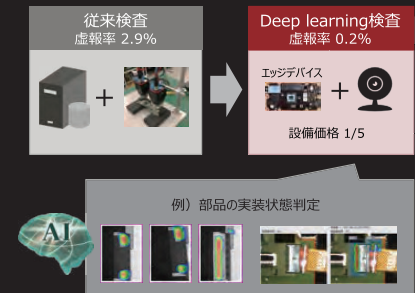 従来検査
虚報率 2.9%
+
Deep learning検査
虚報率 0.2%
エッジデバイス
+
設備価格 1/5
例）部品の実装状態判定
AI